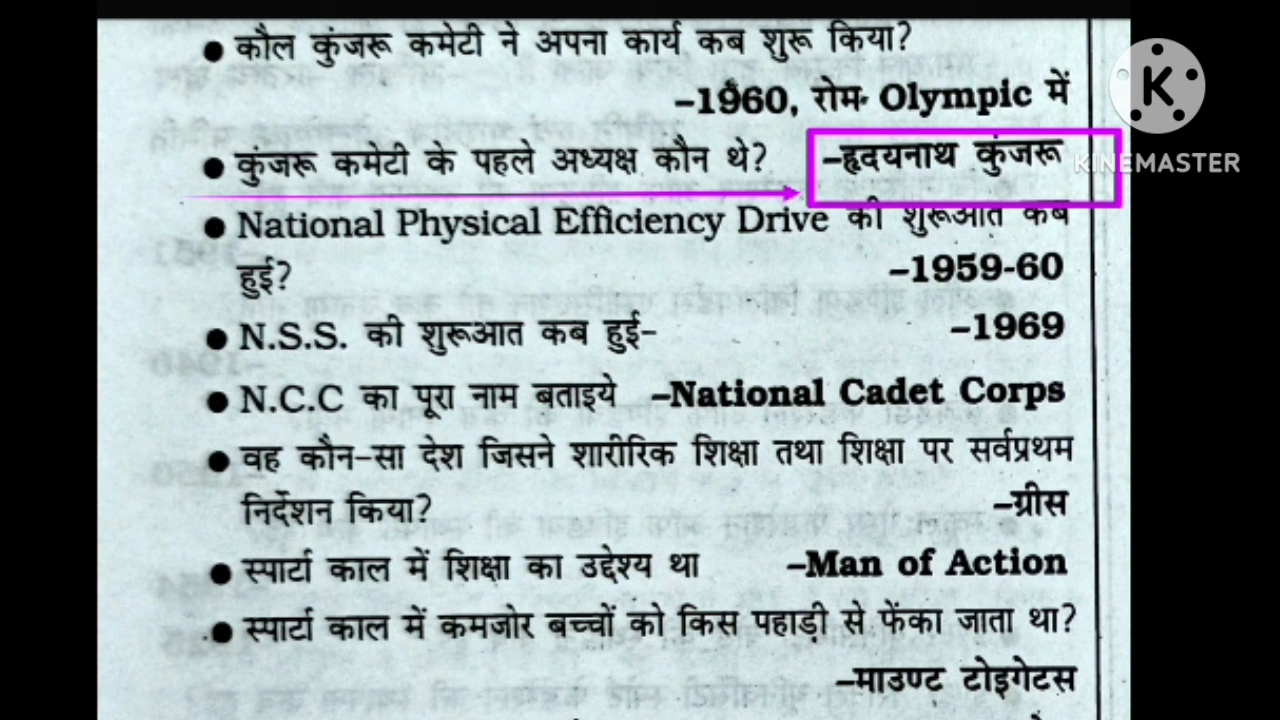 ● कौल कुंजरू कमेटी ने अपना कार्य कब शुरू किया?
–1960, रोम Olympic में
● कुंजरू कमेटी के पहले अध्यक्ष कौन थे? –हृदयनाथ कुंजरू
K
KINEMASTER
● National Physical Efficiency Drive की शुरूआत कब
हुई? –1959-60
● N.S.S. की शुरूआत कब हुई– –1969
● N.C.C का पूरा नाम बताइये –National Cadet Corps
● वह कौन–सा देश जिसने शारीरिक शिक्षा तथा शिक्षा पर सर्वप्रथम
निर्देशन किया? –ग्रीस
● स्पार्टा काल में शिक्षा का उद्देश्य था –Man of Action
● स्पार्टा काल में कमजोर बच्चों को किस पहाड़ी से फेंका जाता था?
–माउण्ट टोइगेटस